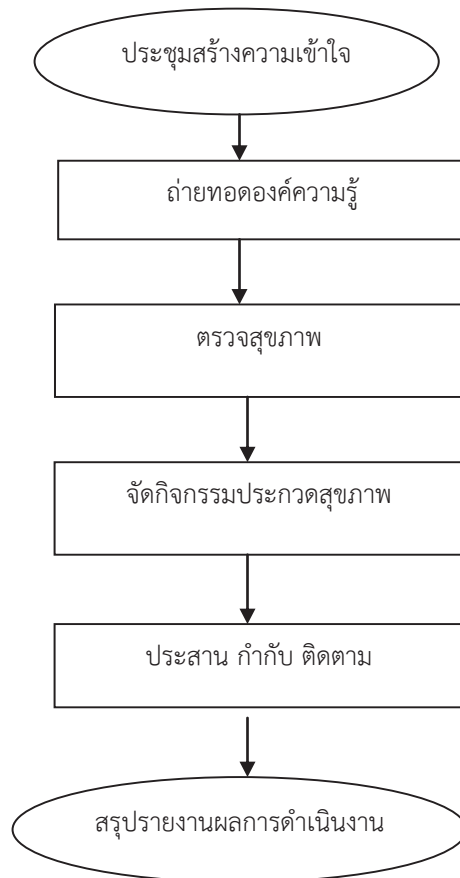 ประชุมสร้างความเข้าใจ
ถ่ายทอดองค์ความรู้
ตรวจสุขภาพ
จัดกิจกรรมประกวดสุขภาพ
ประสาน กำกับ ติดตาม
สรุปรายงานผลการดำเนินงาน